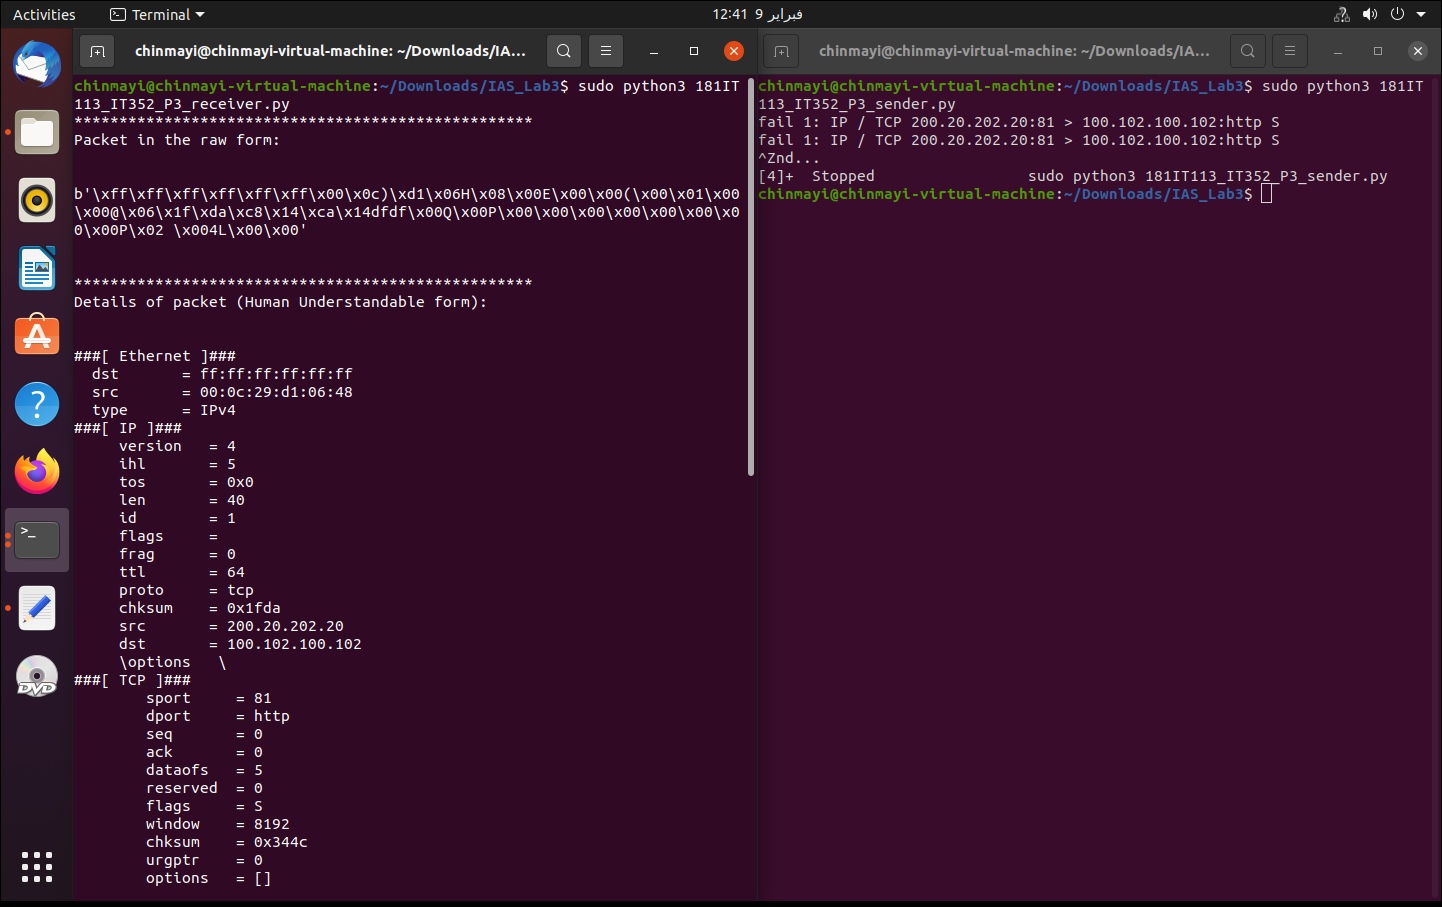 Activities
Terminal
12:41 9 فبراير
chinmayi@chinmayi-virtual-machine: ~/Downloads/IA...
chinmayi@chinmayi-virtual-machine:~/Downloads/IAS_Lab3$ sudo python3 181IT
113_IT352_P3_receiver.py
***************************************************
Packet in the raw form:
b'\xff\xff\xff\xff\xff\xff\x00\x0c)\xd1\x06H\x08\x00E\x00\x00(\x00\x01\x00
\x00@\x06\x1f\xda\xc8\x14\xca\x14dfdf\x00Q\x00P\x00\x00\x00\x00\x00\x00\x0
0\x00P\x02 \x004L\x00\x00'
***************************************************
Details of packet (Human Understandable form):
###[ Ethernet ]###
dst = ff:ff:ff:ff:ff:ff
src = 00:0c:29:d1:06:48
type = IPv4
###[ IP ]###
version = 4
ihl = 5
tos = 0x0
len = 40
id = 1
flags =
frag = 0
ttl = 64
proto = tcp
chksum = 0x1fda
src = 200.20.202.20
dst = 100.102.100.102
\options \
###[ TCP ]###
sport = 81
dport = http
seq = 0
ack = 0
dataofs = 5
reserved = 0
flags = S
window = 8192
chksum = 0x344c
urgptr = 0
options = []
chinmayi@chinmayi-virtual-machine: ~/Downloads/IA...
chinmayi@chinmayi-virtual-machine:~/Downloads/IAS_Lab3$ sudo python3 181IT
113_IT352_P3_sender.py
fail 1: IP / TCP 200.20.202.20:81 > 100.102.100.102:http S
fail 1: IP / TCP 200.20.202.20:81 > 100.102.100.102:http S
^Znd...
[4]+ Stopped sudo python3 181IT113_IT352_P3_sender.py
chinmayi@chinmayi-virtual-machine:~/Downloads/IAS_Lab3$
DVD